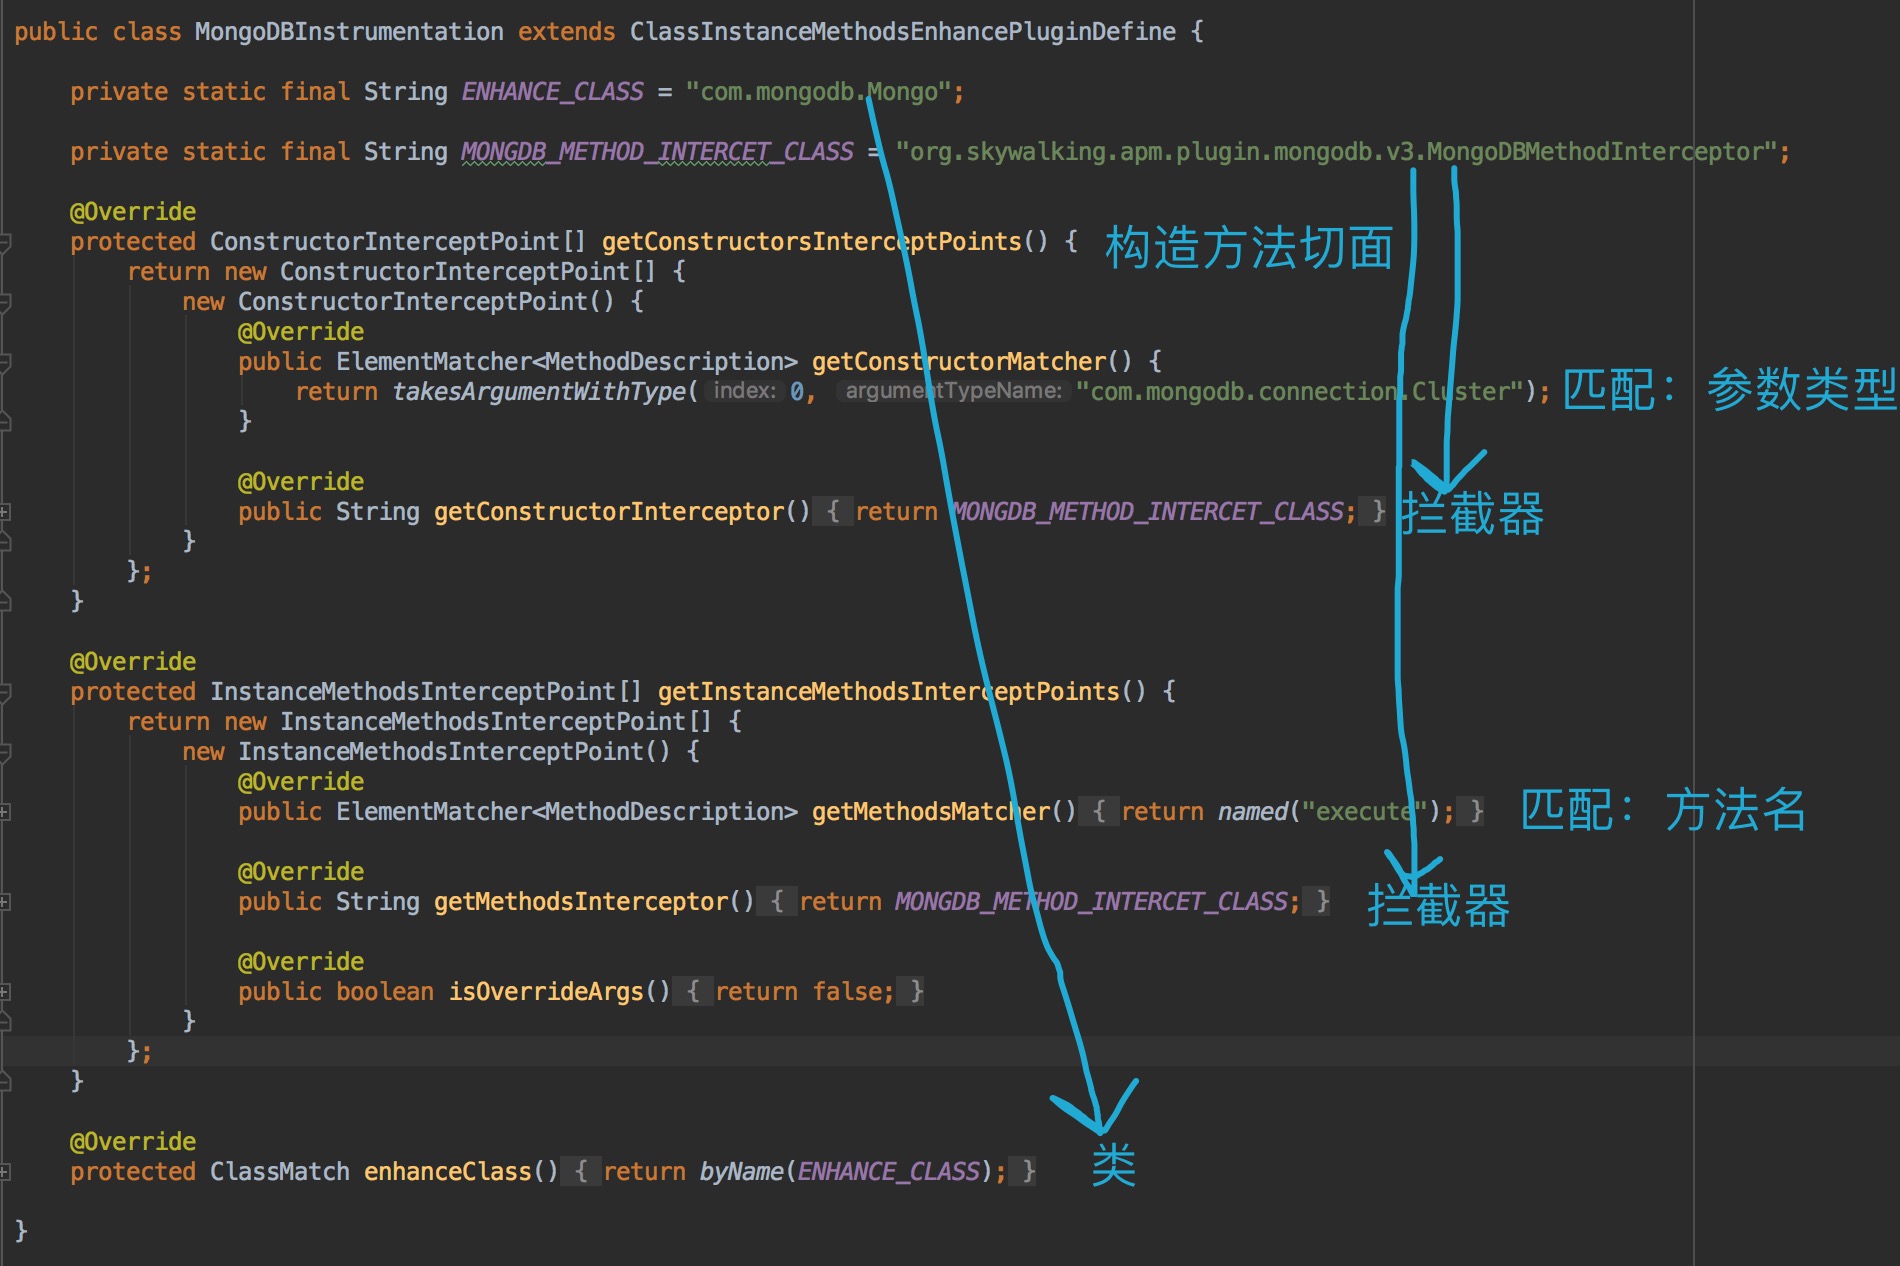 public class MongoDBInstrumentation extends ClassInstanceMethodsEnhancePluginDefine {
private static final String ENHANCE_CLASS = "com.mongodb.Mongo";
private static final String MONGDB_METHOD_INTERCET_CLASS = "org.skywalking.apm.plugin.mongodb.v3.MongoDBMethodInterceptor";
@Override
protected ConstructorInterceptPoint[] getConstructorsInterceptPoints() { 构造方法切面
return new ConstructorInterceptPoint[] {
new ConstructorInterceptPoint() {
@Override
public ElementMatcher<MethodDescription> getConstructorMatcher() {
return takesArgumentWithType( index: 0, argumentTypeName: "com.mongodb.connection.Cluster"); 匹配：参数类型
}
@Override
public String getConstructorInterceptor() { return MONGDB_METHOD_INTERCET_CLASS; } 拦截器
}
};
}
@Override
protected InstanceMethodsInterceptPoint[] getInstanceMethodsInterceptPoints() {
return new InstanceMethodsInterceptPoint[] {
new InstanceMethodsInterceptPoint() {
@Override
public ElementMatcher<MethodDescription> getMethodsMatcher() { return named("execute"); } 匹配：方法名
@Override
public String getMethodsInterceptor() { return MONGDB_METHOD_INTERCET_CLASS; } 拦截器
@Override
public boolean isOverrideArgs() { return false; }
}
};
}
@Override
protected ClassMatch enhanceClass() { return byName(ENHANCE_CLASS); } 类
}